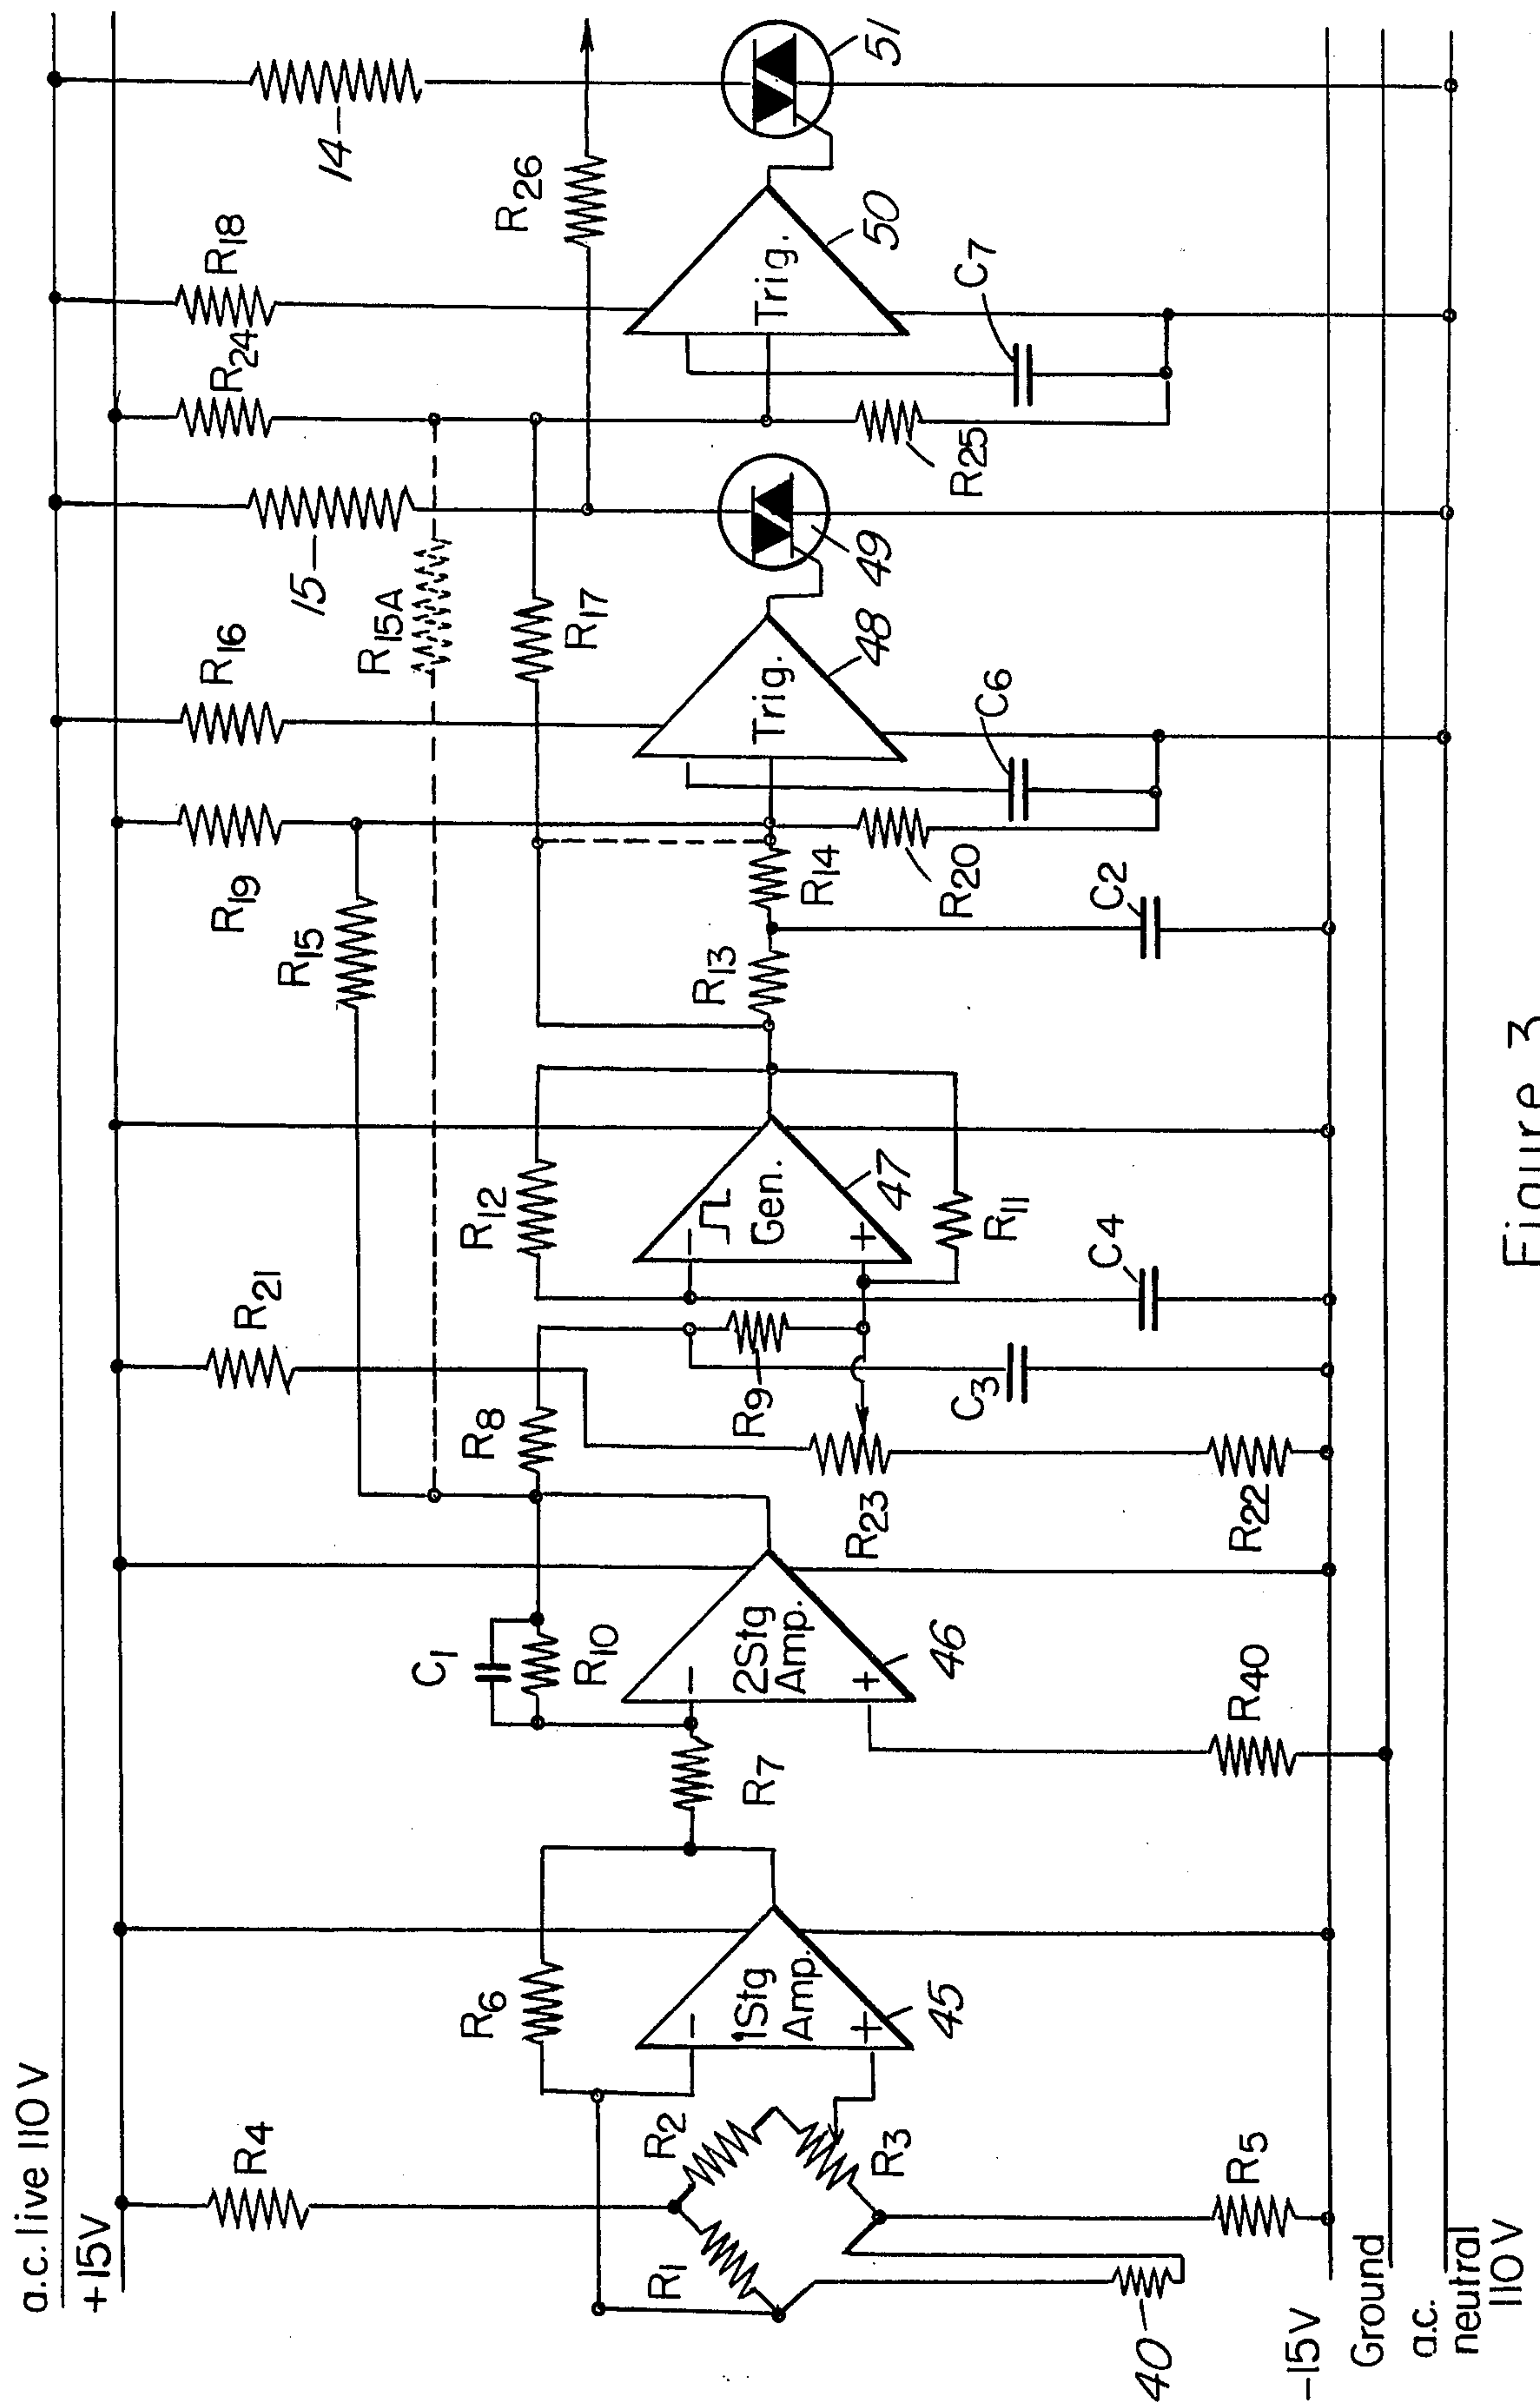 a.c. live 110 V
+15V
R4
R6
C1
R10
R8
R21
R12
R15
R19
R16
R15A
15
R17
R24
R18
R26
14
R1
R2
R3
1Stg
Amp.
−
+
45
R7
2Stg
Amp.
−
+
46
R23
R9
Gen.
−
+
47
R11
R13
R14
Trig.
48
49
Trig.
50
51
40
R5
R40
R22
C3
C4
C2
R20
C6
R25
C7
−15V
Ground
a.c.
neutral
110 V
Figure 3